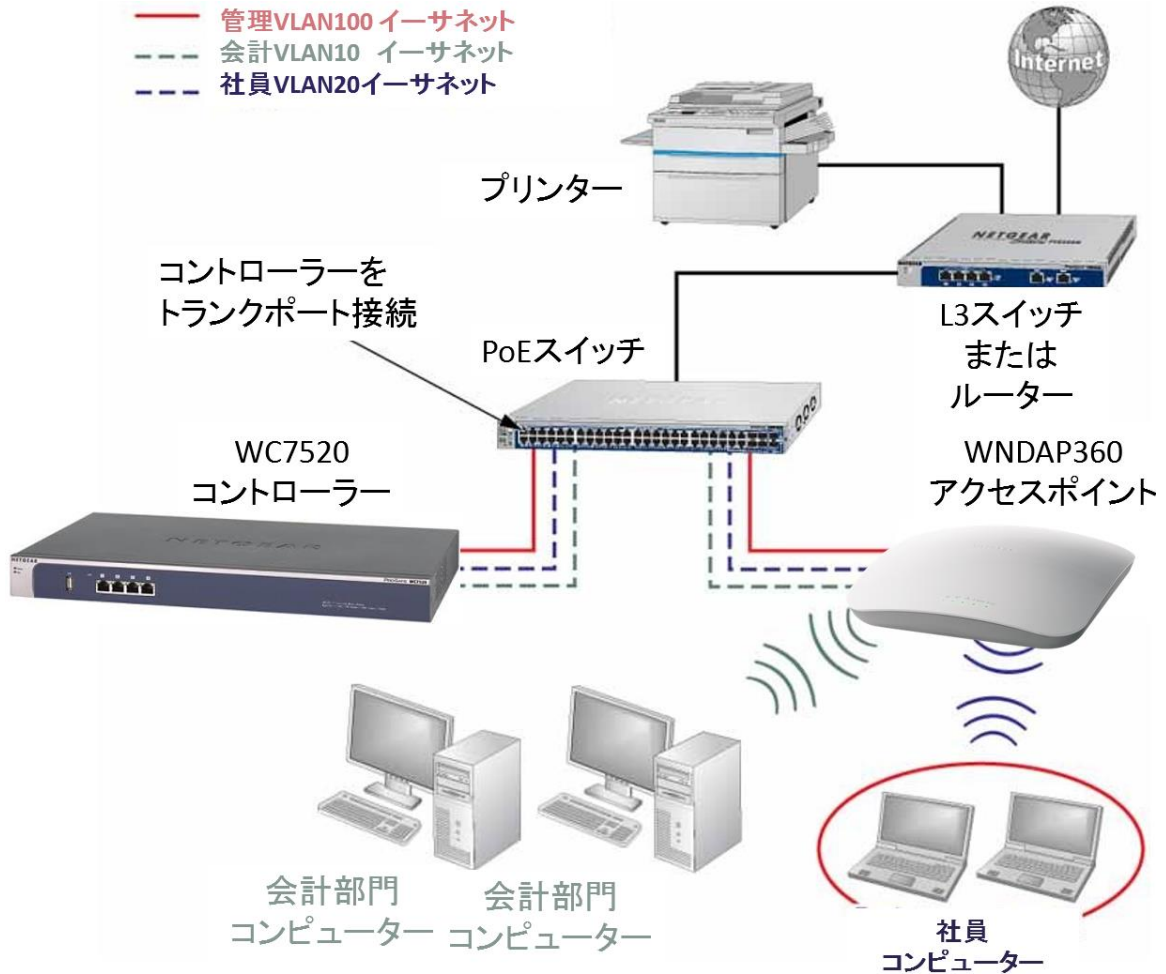 管理VLAN100 イーサネット
会計VLAN10 イーサネット
社員VLAN20イーサネット
Internet
プリンター
NETGEAR
コントローラーを
トランクポート接続
PoEスイッチ
L3スイッチ
または
ルーター
NETGEAR
WC7520
コントローラー
WNDAP360
アクセスポイント
NETGEAR
NETGEAR
会計部門
コンピューター
会計部門
コンピューター
社員
コンピューター